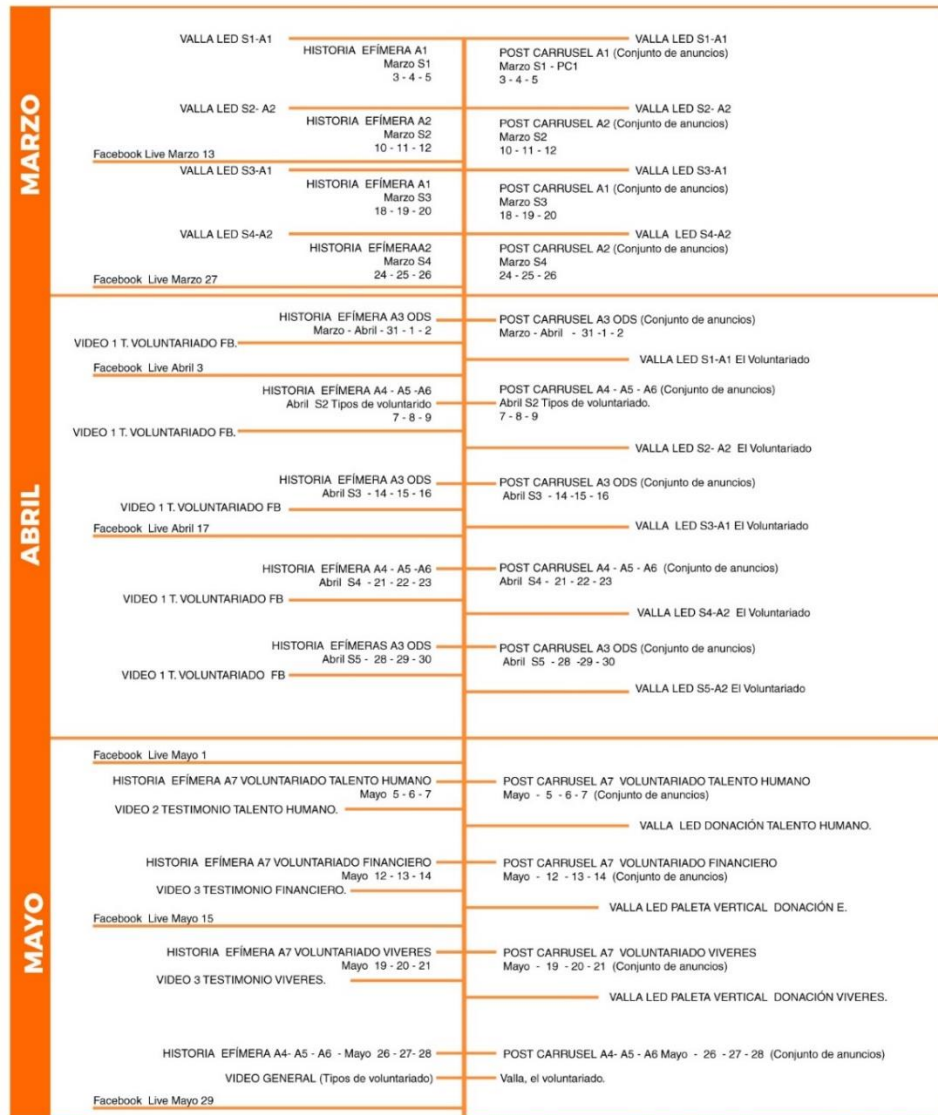 MARZO
VALLA LED S1-A1
VALLA LED S1-A1
HISTORIA EFÍMERA A1
Marzo S1
3 - 4 - 5
POST CARRUSEL A1 (Conjunto de anuncios)
Marzo S1 - PC1
3 - 4 - 5
VALLA LED S2- A2
VALLA LED S2- A2
HISTORIA EFÍMERA A2
Marzo S2
10 - 11 - 12
POST CARRUSEL A2 (Conjunto de anuncios)
Marzo S2
10 - 11 - 12
Facebook Live Marzo 13
VALLA LED S3-A1
VALLA LED S3-A1
HISTORIA EFÍMERA A1
Marzo S3
18 - 19 - 20
POST CARRUSEL A1 (Conjunto de anuncios)
Marzo S3
18 - 19 - 20
VALLA LED S4-A2
VALLA LED S4-A2
HISTORIA EFÍMERAA2
Marzo S4
24 - 25 - 26
POST CARRUSEL A2 (Conjunto de anuncios)
Marzo S4
24 - 25 - 26
Facebook Live Marzo 27
ABRIL
HISTORIA EFÍMERA A3 ODS
Marzo - Abril - 31 - 1 - 2
POST CARRUSEL A3 ODS (Conjunto de anuncios)
Marzo - Abril - 31 -1 - 2
VIDEO 1 T. VOLUNTARIADO FB.
VALLA LED S1-A1 El Voluntariado
Facebook Live Abril 3
HISTORIA EFÍMERA A4 - A5 -A6
Abril S2 Tipos de voluntarido
7 - 8 - 9
POST CARRUSEL A4 - A5 - A6 (Conjunto de anuncios)
Abril S2 Tipos de voluntariado.
7 - 8 - 9
VIDEO 1 T. VOLUNTARIADO FB.
VALLA LED S2- A2 El Voluntariado
HISTORIA EFÍMERA A3 ODS
Abril S3 - 14 - 15 - 16
POST CARRUSEL A3 ODS (Conjunto de anuncios)
Abril S3 - 14 -15 - 16
VIDEO 1 T. VOLUNTARIADO FB
VALLA LED S3-A1 El Voluntariado
Facebook Live Abril 17
HISTORIA EFÍMERA A4 - A5 -A6
Abril S4 - 21 - 22 - 23
POST CARRUSEL A4 - A5 - A6 (Conjunto de anuncios)
Abril S4 - 21 - 22 - 23
VIDEO 1 T. VOLUNTARIADO FB
VALLA LED S4-A2 El Voluntariado
HISTORIA EFÍMERAS A3 ODS
Abril S5 - 28 - 29 - 30
POST CARRUSEL A3 ODS (Conjunto de anuncios)
Abril S5 - 28 -29 - 30
VIDEO 1 T. VOLUNTARIADO FB
VALLA LED S5-A2 El Voluntariado
MAYO
Facebook Live Mayo 1
HISTORIA EFÍMERA A7 VOLUNTARIADO TALENTO HUMANO
Mayo 5 - 6 - 7
POST CARRUSEL A7 VOLUNTARIADO TALENTO HUMANO
Mayo - 5 - 6 - 7 (Conjunto de anuncios)
VIDEO 2 TESTIMONIO TALENTO HUMANO.
VALLA LED DONACIÓN TALENTO HUMANO.
HISTORIA EFÍMERA A7 VOLUNTARIADO FINANCIERO
Mayo 12 - 13 - 14
POST CARRUSEL A7 VOLUNTARIADO FINANCIERO
Mayo - 12 - 13 - 14 (Conjunto de anuncios)
VIDEO 3 TESTIMONIO FINANCIERO.
VALLA LED PALETA VERTICAL DONACIÓN E.
Facebook Live Mayo 15
HISTORIA EFÍMERA A7 VOLUNTARIADO VIVERES
Mayo 19 - 20 - 21
POST CARRUSEL A7 VOLUNTARIADO VIVERES
Mayo - 19 - 20 - 21 (Conjunto de anuncios)
VIDEO 3 TESTIMONIO VIVERES.
VALLA LED PALETA VERTICAL DONACIÓN VIVERES.
HISTORIA EFÍMERA A4- A5 - A6 - Mayo 26 - 27- 28
POST CARRUSEL A4- A5 - A6 Mayo - 26 - 27 - 28 (Conjunto de anuncios)
VIDEO GENERAL (Tipos de voluntariado)
Valla, el voluntariado.
Facebook Live Mayo 29